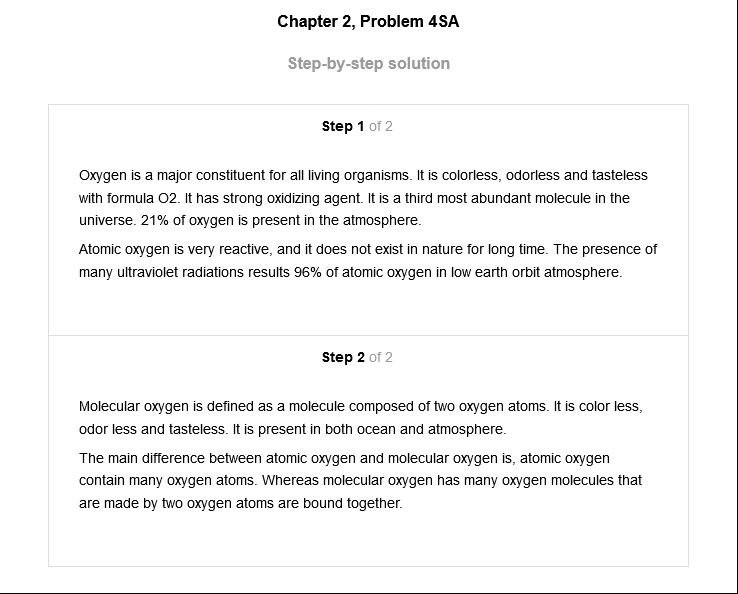 Chapter 2, Problem 4SA
Step-by-step solution
Step 1 of 2
Oxygen is a major constituent for all living organisms. It is colorless, odorless and tasteless
with formula O2. It has strong oxidizing agent. It is a third most abundant molecule in the
universe. 21% of oxygen is present in the atmosphere.
Atomic oxygen is very reactive, and it does not exist in nature for long time. The presence of
many ultraviolet radiations results 96% of atomic oxygen in low earth orbit atmosphere.
Step 2 of 2
Molecular oxygen is defined as a molecule composed of two oxygen atoms. It is color less,
odor less and tasteless. It is present in both ocean and atmosphere.
The main difference between atomic oxygen and molecular oxygen is, atomic oxygen
contain many oxygen atoms. Whereas molecular oxygen has many oxygen molecules that
are made by two oxygen atoms are bound together.